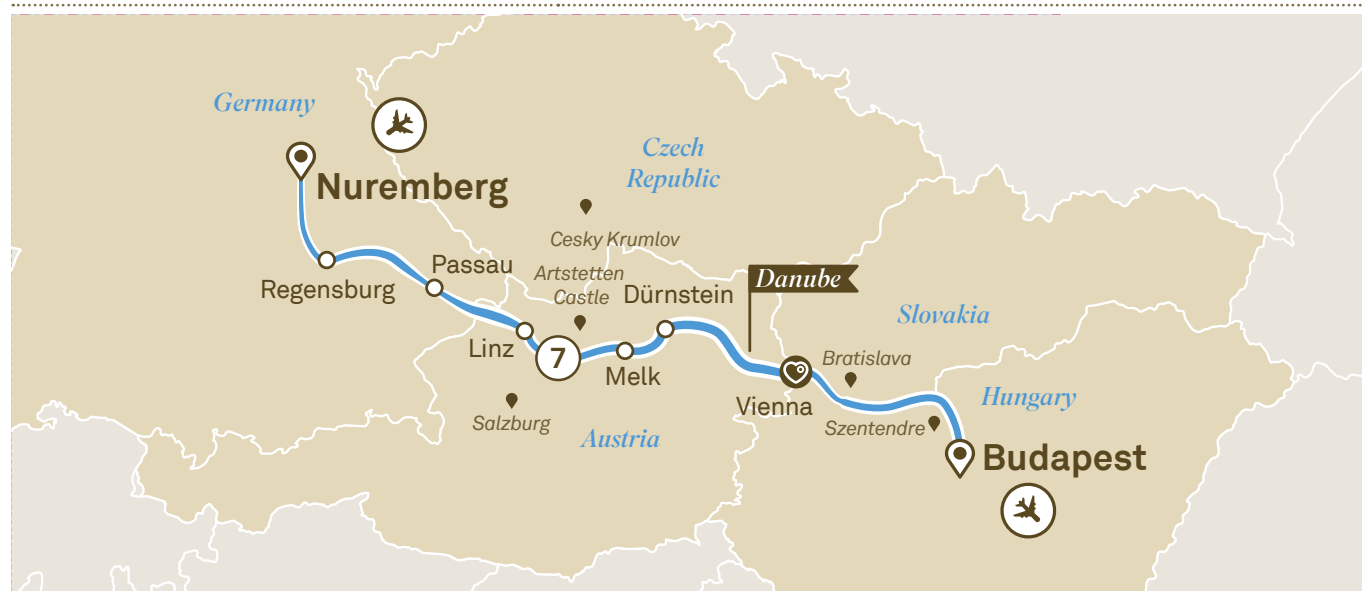 Germany
Czech
Republic
Nuremberg
Cesky Krumlov
Passau
Artstetten
Castle
Regensburg
Dürnstein
Danube
Slovakia
Linz
7
Melk
Bratislava
Vienna
Hungary
Salzburg
Austria
Szentendre
Budapest